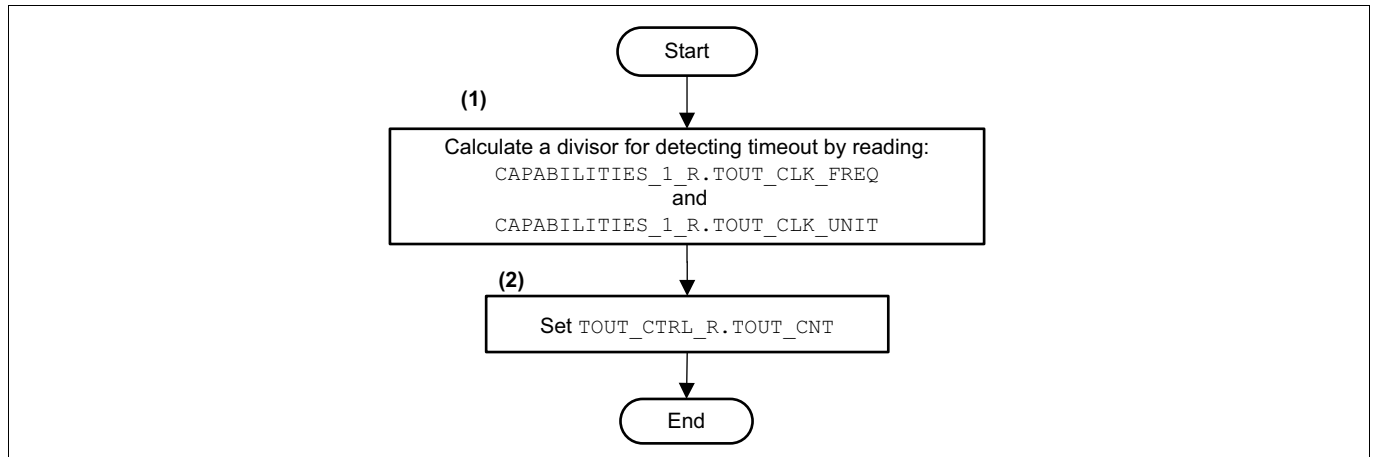 Start
(1)
Calculate a divisor for detecting timeout by reading:
CAPABILITIES_1_R.TOUT_CLK_FREQ
and
CAPABILITIES_1_R.TOUT_CLK_UNIT
(2)
Set TOUT_CTRL_R.TOUT_CNT
End